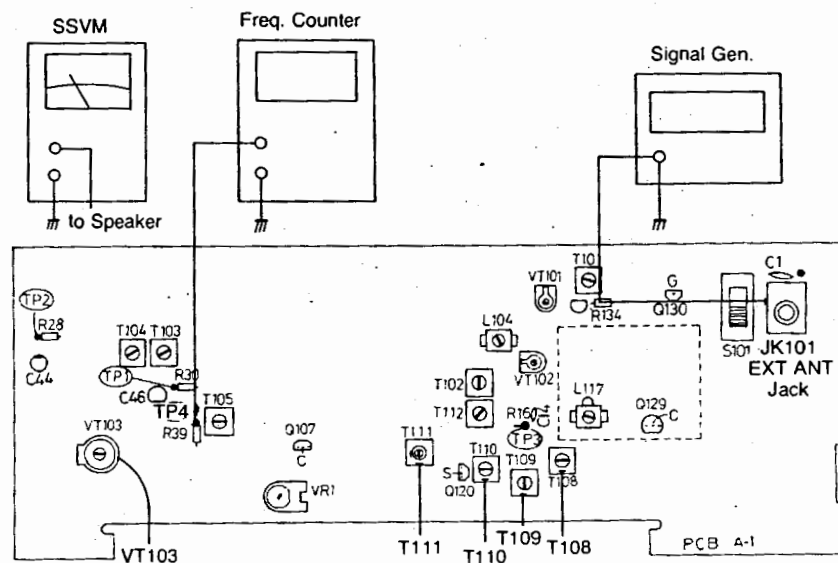 SSVM
Freq. Counter
Signal Gen.
to Speaker
TP2
R28
C44
T104
T103
TP1
R30
C46
TP4
T105
R39
VT103
Q107
C
VR1
T111
T10
VT101
G
R134
Q130
C1
S101
JK101
EXT ANT
Jack
L104
VT102
T102
T112
L117
Q129
C
R160
TP3
T110
T109
S
Q120
T108
VT103
T111
T110
T109
T108
PCB A-1